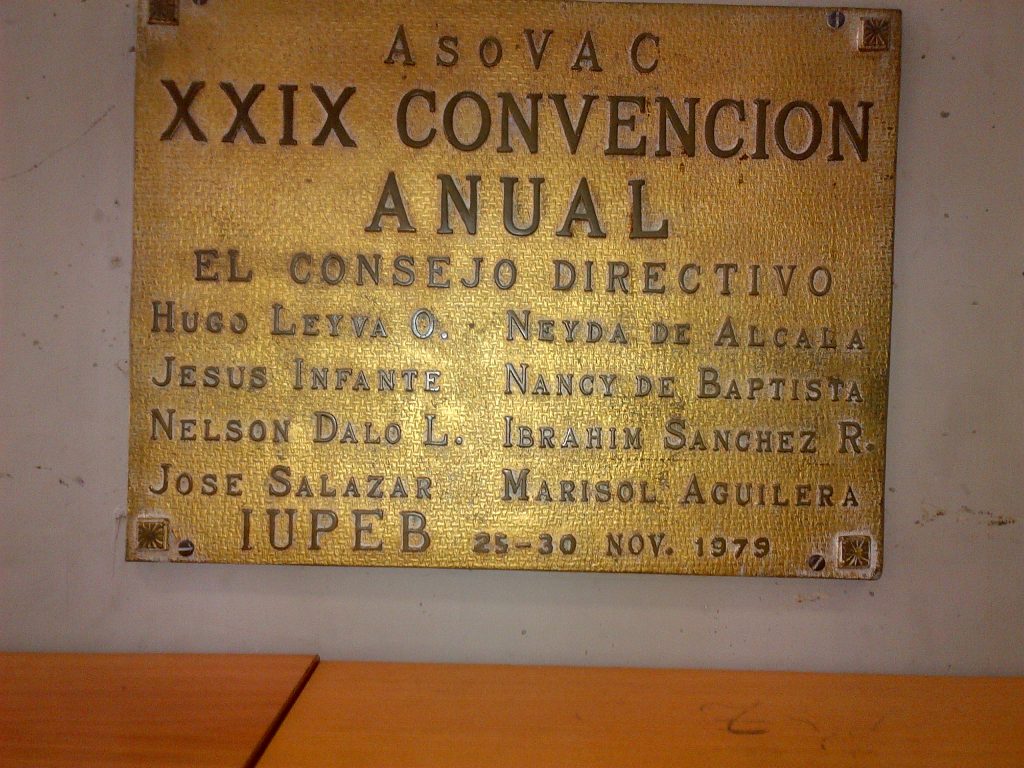 AsoVAC
XXIX CONVENCION
ANUAL
EL CONSEJO DIRECTIVO
HUGO LEYVA O. NEYDA DE ALCALA
JESUS INFANTE NANCY DE BAPTISTA
NELSON DALO L. IBRAHIM SANCHEZ R.
JOSE SALAZAR MARISOL AGUILERA
IUPEB 25-30 NOV. 1979